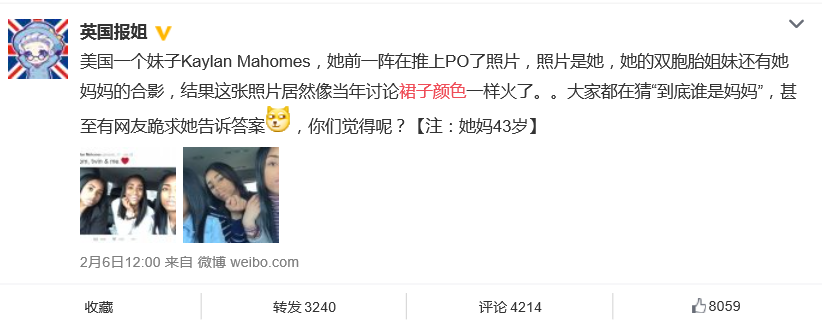 英国报姐
美国一个妹子Kaylan Mahomes，她前一阵在推上PO了照片，照片是她，她的双胞胎姐妹还有她
妈妈的合影，结果这张照片居然像当年讨论裙子颜色一样火了。。大家都在猜“到底谁是妈妈”，甚
至有网友跪求她告诉答案，你们觉得呢？【注：她妈43岁】
om, twin & me
2月6日12:00 来自 微博 weibo.com
收藏 转发 3240 评论 4214 8059